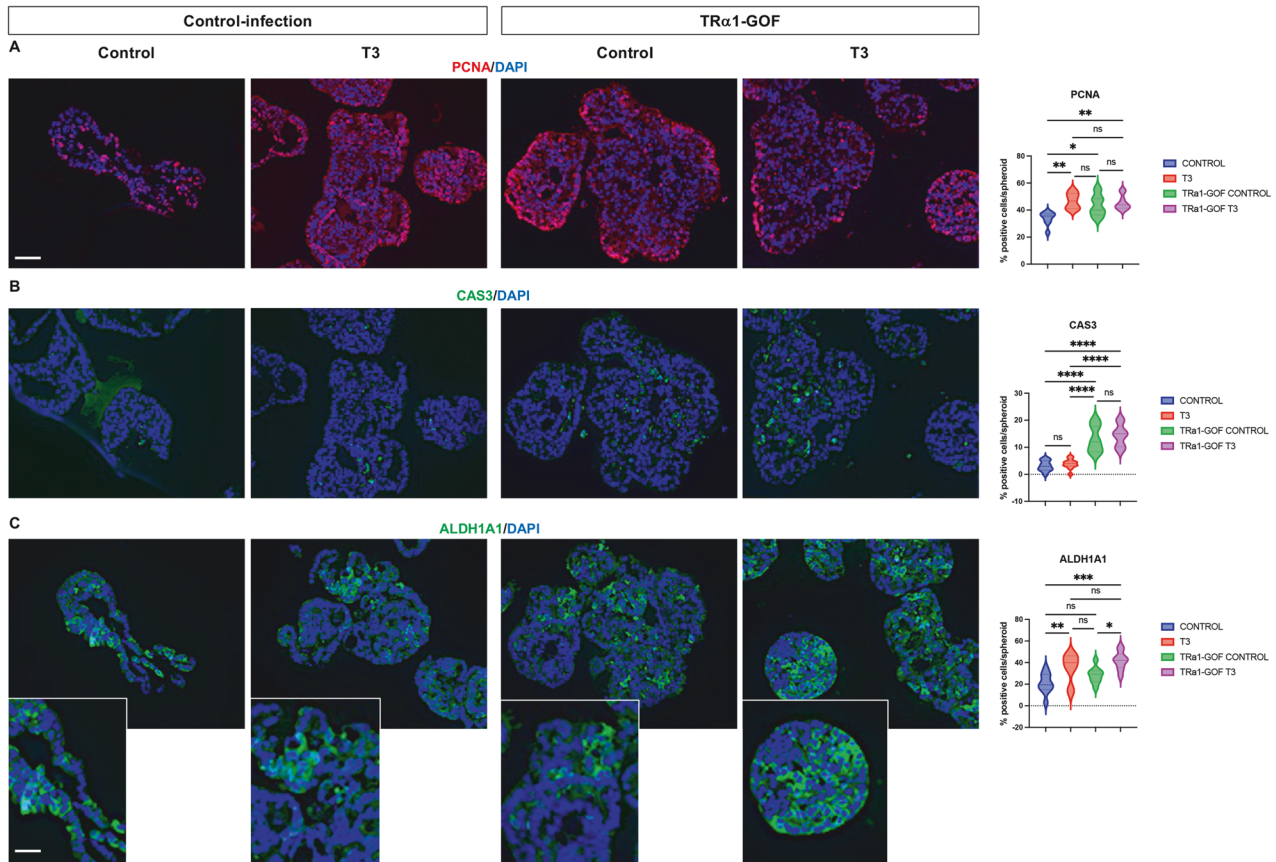 Control-infection
TRα1-GOF
A
Control
T3
Control
T3
PCNA/DAPI
PCNA
**
ns
*
** ns ns
% positive cells/spheroid
80
60
40
20
0
CONTROL
T3
TRa1-GOF CONTROL
TRa1-GOF T3
B
CAS3/DAPI
CAS3
****
****
****
****
ns
ns
% positive cells/spheroid
30
20
10
0
-10
CONTROL
T3
TRa1-GOF CONTROL
TRa1-GOF T3
C
ALDH1A1/DAPI
ALDH1A1
***
ns
ns
** ns *
% positive cells/spheroid
80
60
40
20
0
-20
CONTROL
T3
TRa1-GOF CONTROL
TRa1-GOF T3